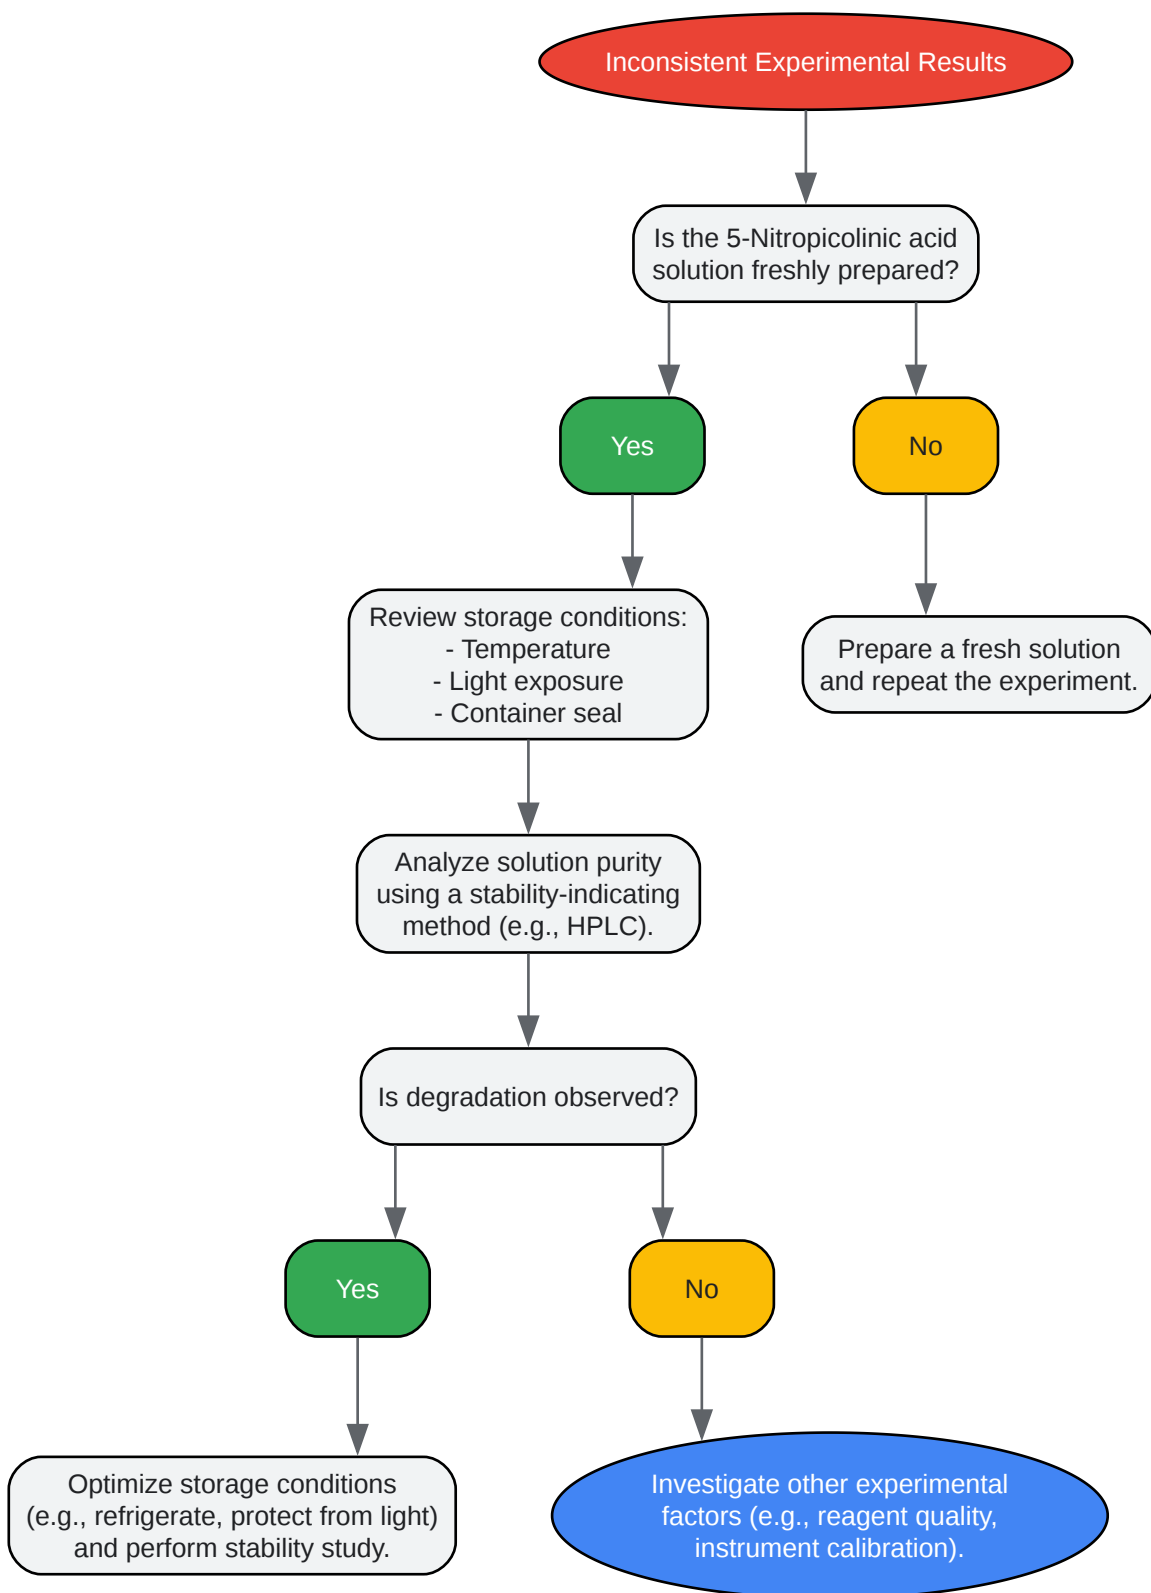 Inconsistent Experimental Results
Is the 5-Nitropicolinic acid
solution freshly prepared?
Yes
No
Review storage conditions:
- Temperature
- Light exposure
- Container seal
Prepare a fresh solution
and repeat the experiment.
Analyze solution purity
using a stability-indicating
method (e.g., HPLC).
Is degradation observed?
Yes
No
Optimize storage conditions
(e.g., refrigerate, protect from light)
and perform stability study.
Investigate other experimental
factors (e.g., reagent quality,
instrument calibration).